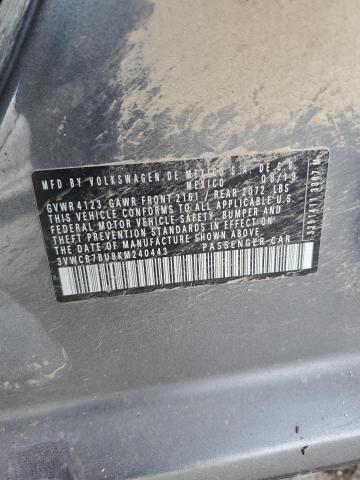 MFD BY VOLKSWAGEN DE MEXICO S.A. DE C.V.
MEXICO 08/19
GVWR 4123 GAWR FRONT 2161 REAR 2072 LBS
THIS VEHICLE CONFORMS TO ALL APPLICABLE U.S.
FEDERAL MOTOR VEHICLE-SAFETY, BUMPER AND
THEFT PREVENTION STANDARDS IN EFFECT ON
THE DATE OF MANUFACTURE SHOWN ABOVE.
3VWCB7BU8KM240443 PASSENGER CAR